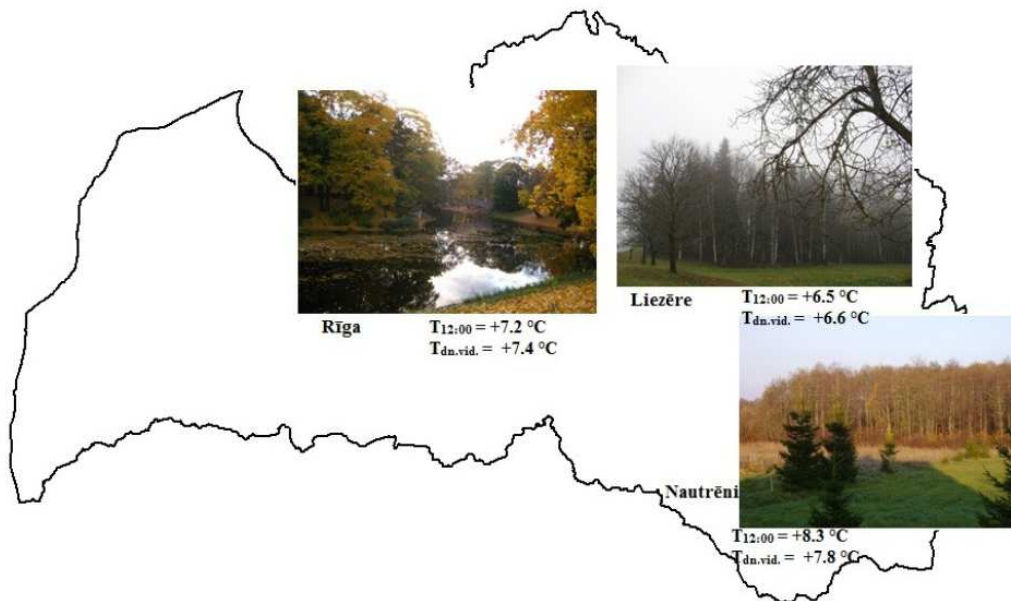 Rīga
T12:00 = +7.2 °C
Tdn.vid. = +7.4 °C
Liezēre
T12:00 = +6.5 °C
Tdn.vid. = +6.6 °C
Nautrēni
T12:00 = +8.3 °C
Tdn.vid. = +7.8 °C